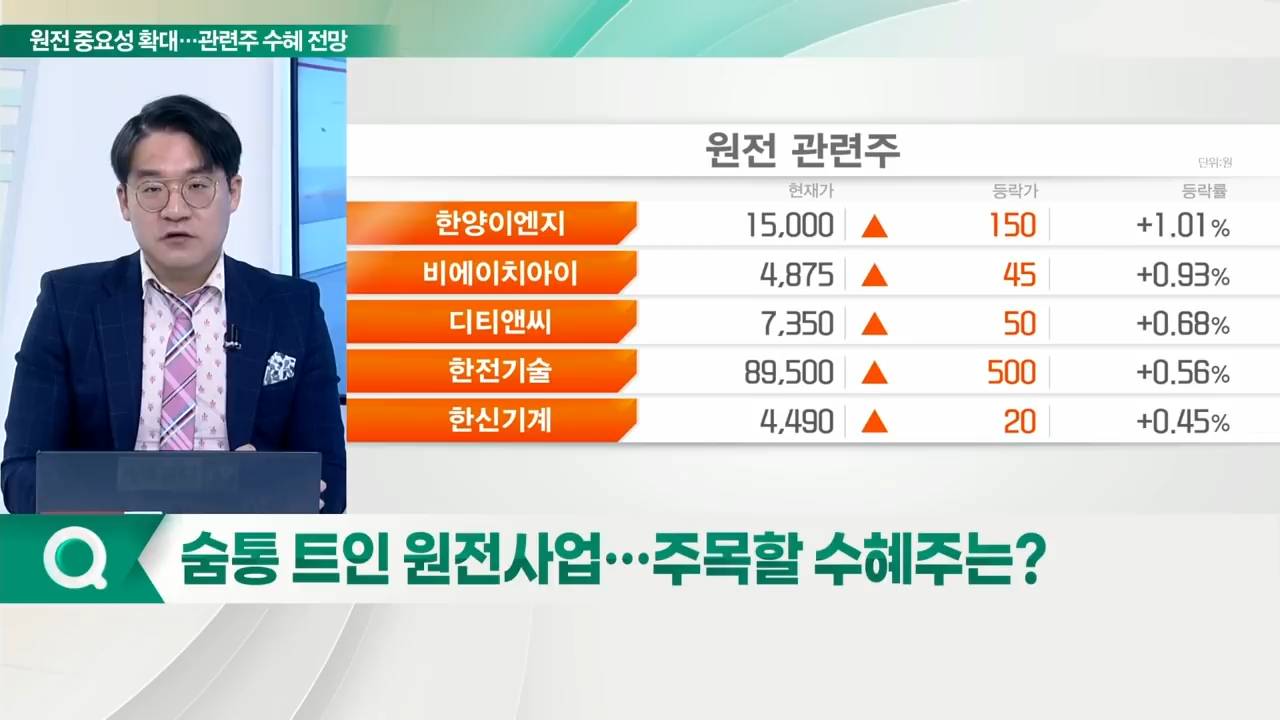 원전 중요성 확대…관련주 수혜 전망
원전 관련주
단위:원
현재가 등락가 등락률
한양이엔지 15,000 ▲ 150 +1.01%
비에이치아이 4,875 ▲ 45 +0.93%
디티앤씨 7,350 ▲ 50 +0.68%
한전기술 89,500 ▲ 500 +0.56%
한신기계 4,490 ▲ 20 +0.45%
Q 숨통 트인 원전사업…주목할 수혜주는?